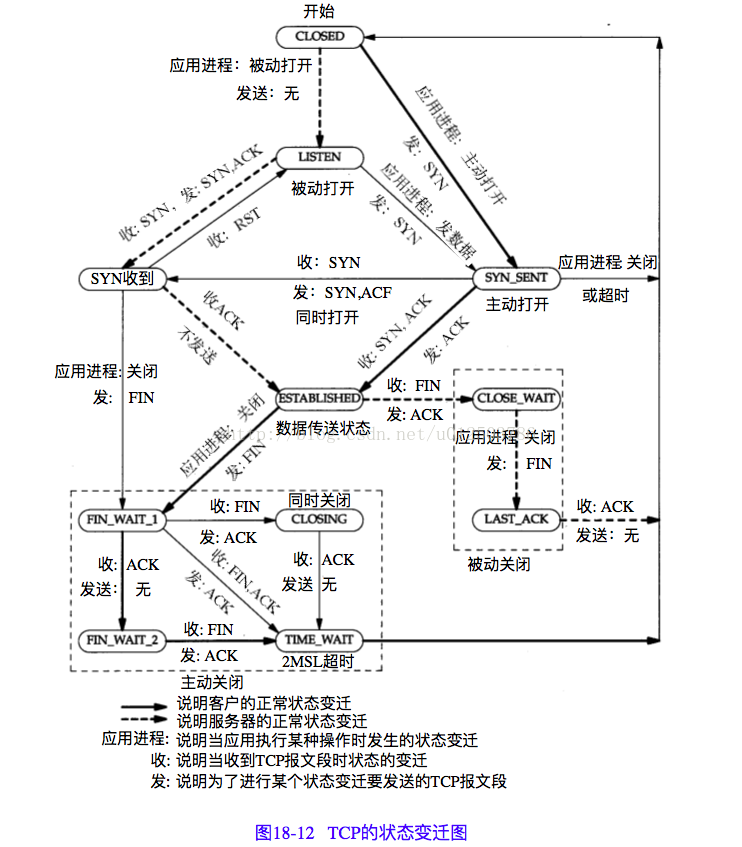 开始
CLOSED
应用进程：被动打开
发送：无
应用进程：主动打开
发：SYN
LISTEN
被动打开
收: SYN，发: SYN,ACK
收：RST
应用进程：发数据
发：SYN
SYN收到
收：SYN
发：SYN,ACF
同时打开
SYN_SENT
主动打开
应用进程 关闭
或超时
收ACK
不发送
收: SYN, ACK
发: ACK
应用进程: 关闭
发: FIN
ESTABLISHED
数据传送状态
收: FIN
发: ACK
CLOSE_WAIT
应用进程 关闭
发: FIN
LAST_ACK
收: ACK
发送：无
被动关闭
应用进程：关闭
发: FIN
FIN_WAIT_1
收: FIN
发: ACK
同时关闭
CLOSING
收: ACK
发送: 无
收: FIN,ACK
发: ACK
收: ACK
发送 无
FIN_WAIT_2
收: FIN
发: ACK
TIME_WAIT
2MSL超时
主动关闭
说明客户的正常状态变迁
说明服务器的正常状态变迁
应用进程: 说明当应用执行某种操作时发生的状态变迁
收: 说明当收到TCP报文段时状态的变迁
发: 说明为了进行某个状态变迁要发送的TCP报文段
图18-12 TCP的状态变迁图